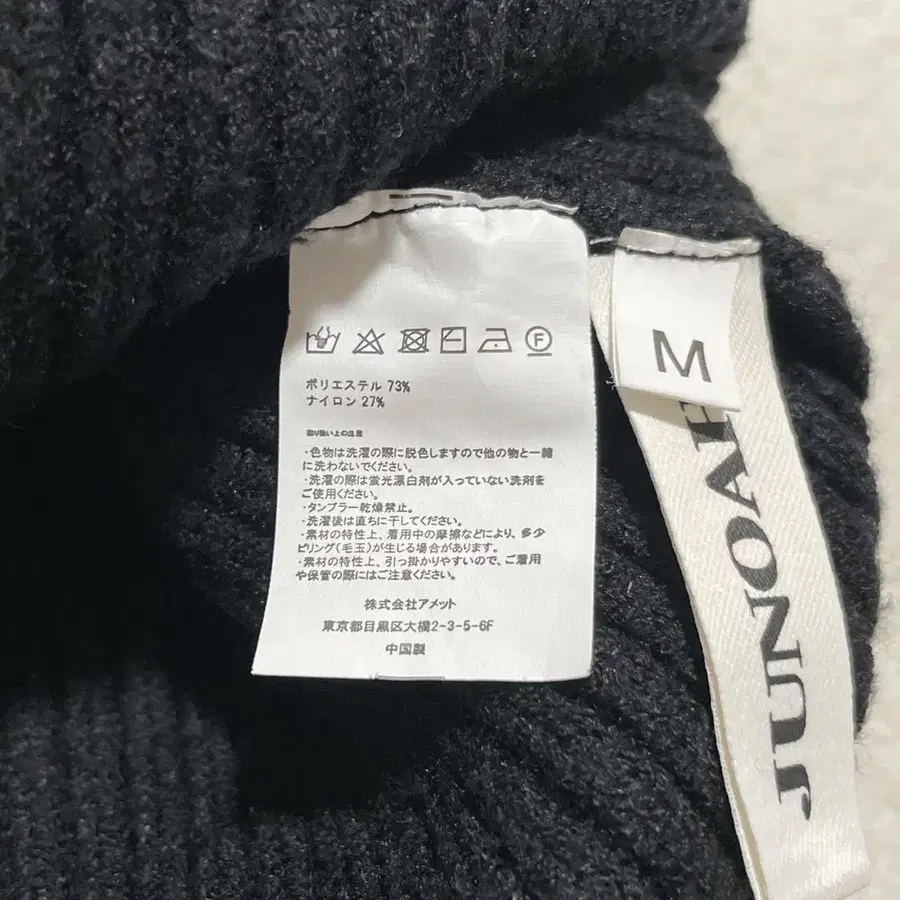 ポリエステル 73%
ナイロン 27%
取り扱い上の注意
・色物は洗濯の際に脱色しますので他の物と一緒
に洗わないでください。
・洗濯の際は蛍光漂白剤が入っていない洗剤を
ご使用ください。
・タンブラー乾燥禁止。
・洗濯後は直ちに干してください。
・素材の特性上、着用中の摩擦などにより、多少
ピリング(毛玉)が生じる場合があります。
・素材の特性上、引っ掛かりやすいので、ご着用
や保管の際にはご注意ください。
株式会社アメット
東京都目黒区大橋2-3-5-6F
中国製
M
JUNOAH
F